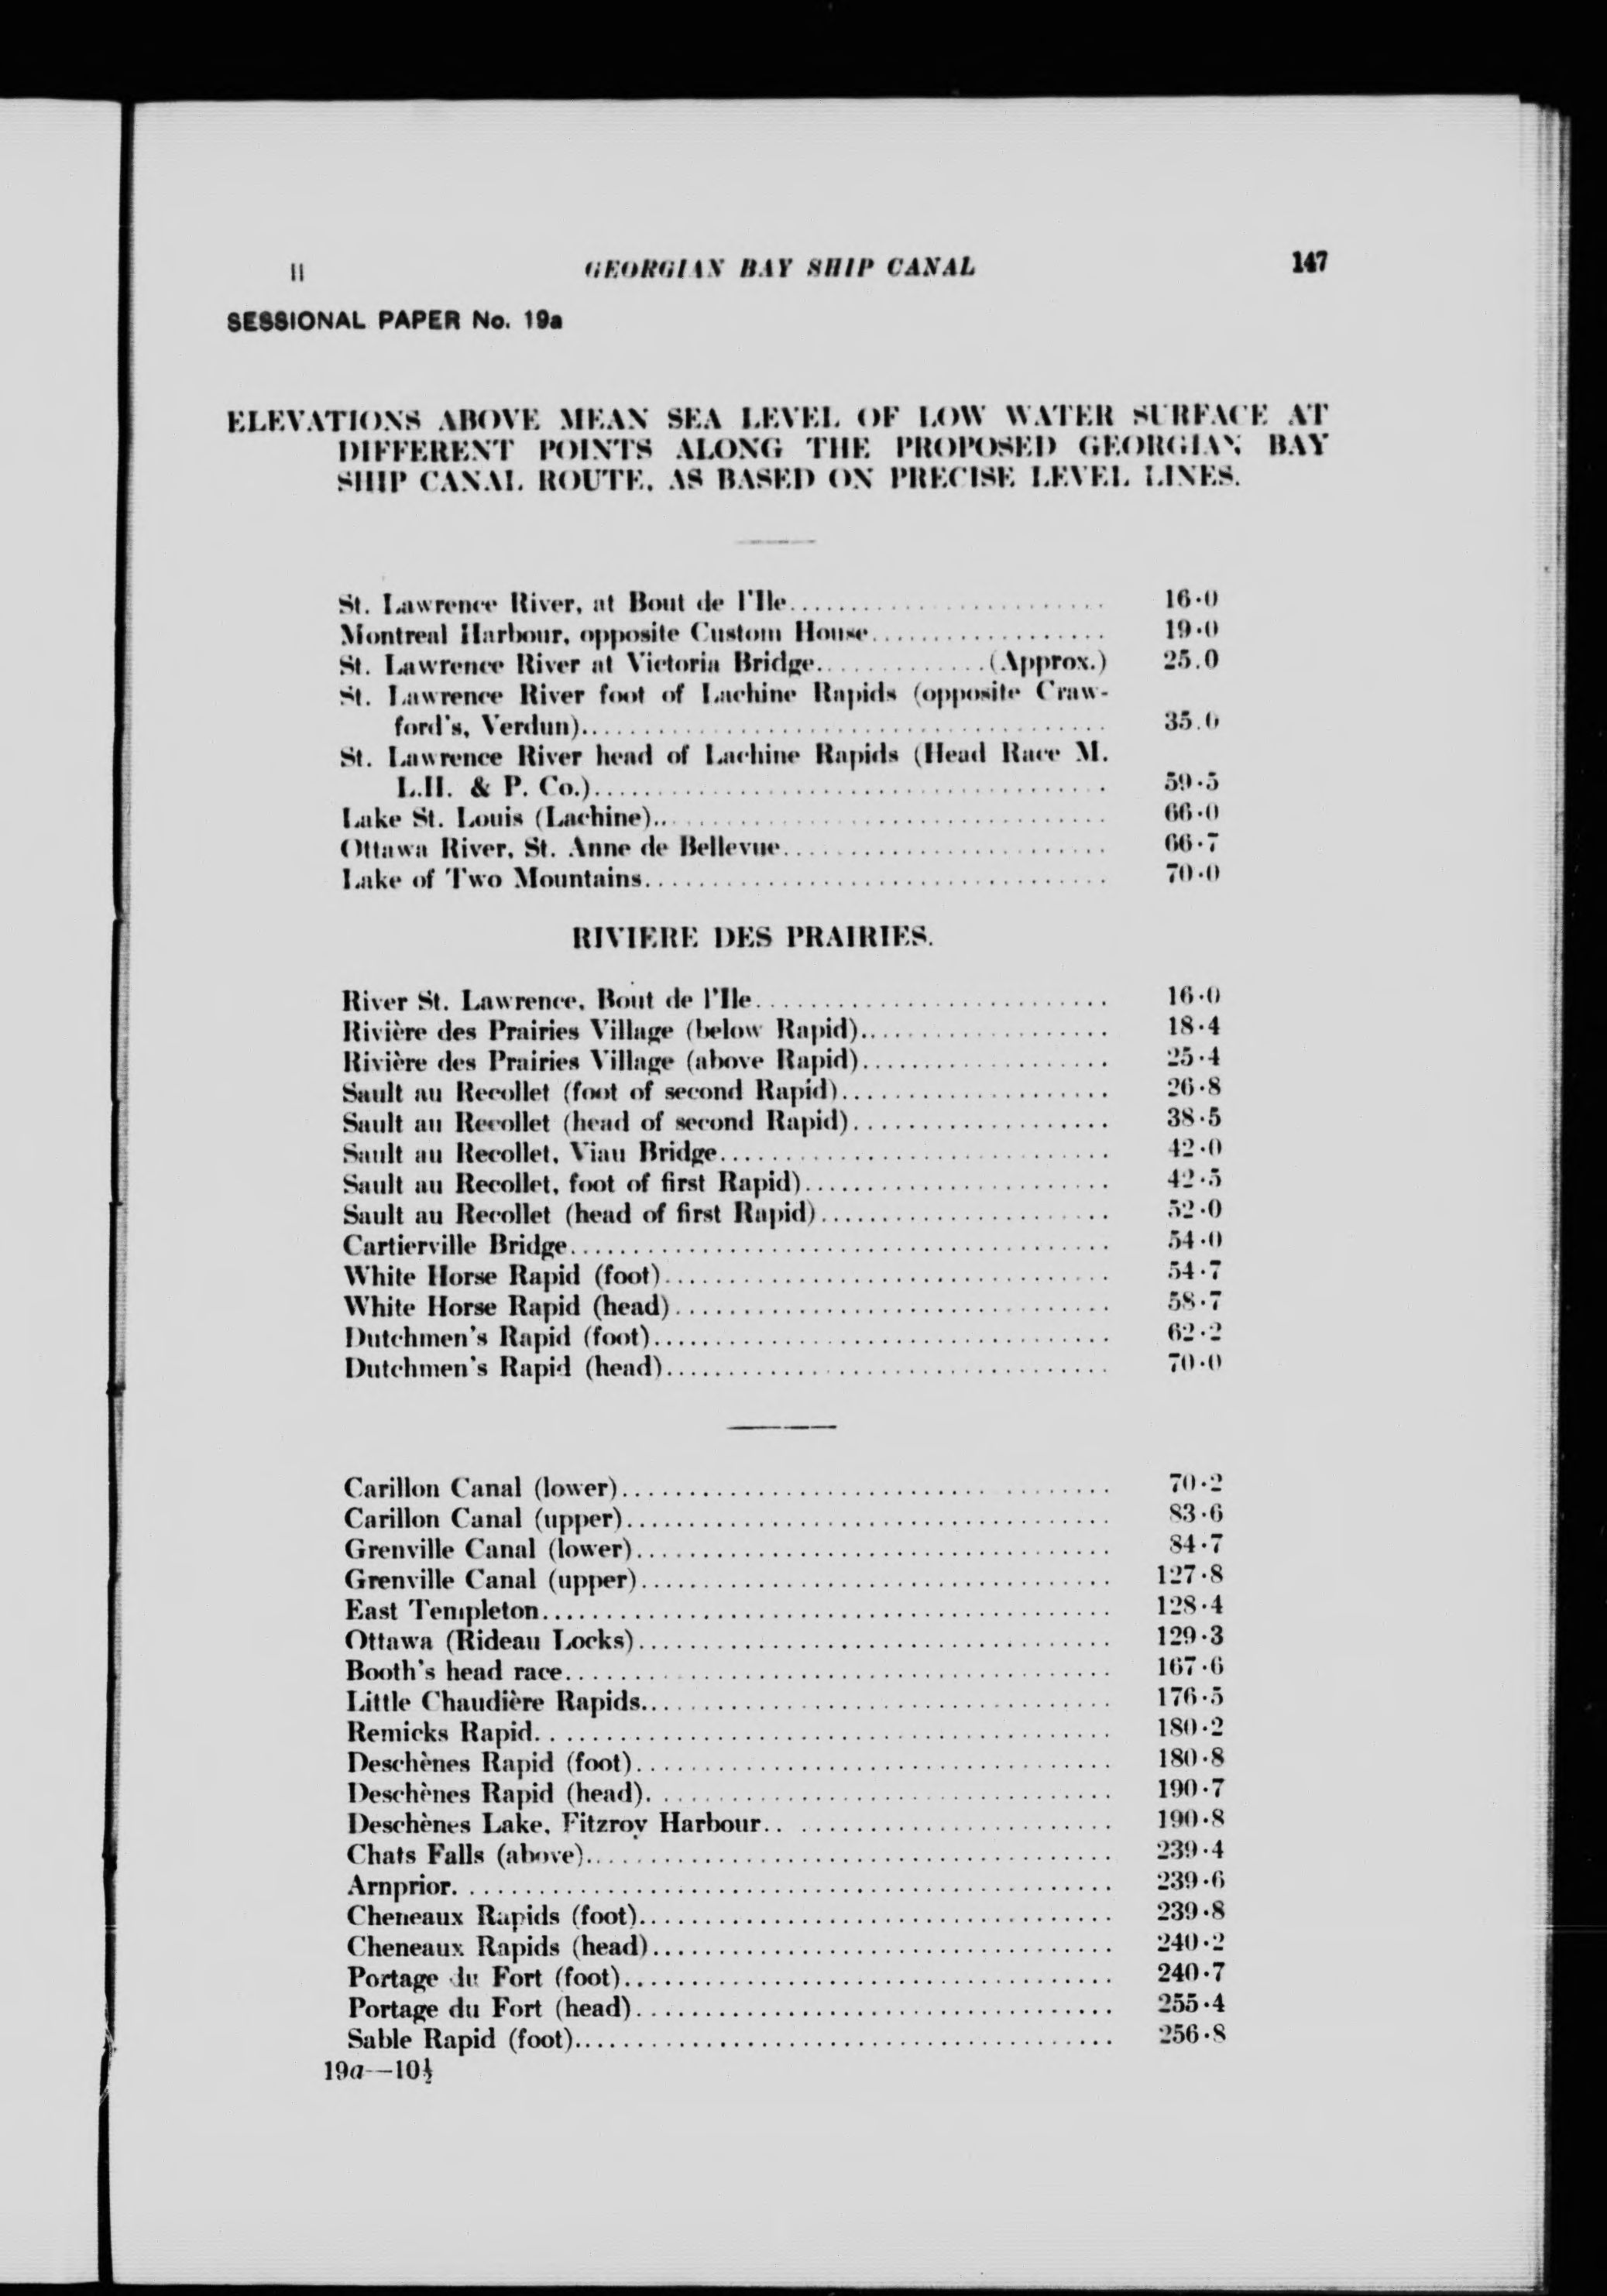 II GEORGIAN BAY SHIP CANAL 147
SESSIONAL PAPER No. 19a
ELEVATIONS ABOVE MEAN SEA LEVEL OF LOW WATER SURFACE AT
DIFFERENT POINTS ALONG THE PROPOSED GEORGIAN BAY
SHIP CANAL ROUTE, AS BASED ON PRECISE LEVEL LINES.
St. Lawrence River, at Bout de l'Ile 16·0
Montreal Harbour, opposite Custom House 19·0
St. Lawrence River at Victoria Bridge (Approx.) 25.0
St. Lawrence River foot of Lachine Rapids (opposite Craw-
ford's, Verdun) 35.0
St. Lawrence River head of Lachine Rapids (Head Race M.
L.H. & P. Co.) 59·5
Lake St. Louis (Lachine) 66·0
Ottawa River, St. Anne de Bellevue 66·7
Lake of Two Mountains 70·0
RIVIERE DES PRAIRIES.
River St. Lawrence, Bout de l'Ile 16·0
Rivière des Prairies Village (below Rapid) 18·4
Rivière des Prairies Village (above Rapid) 25·4
Sault au Recollet (foot of second Rapid) 26·8
Sault au Recollet (head of second Rapid) 38·5
Sault au Recollet, Viau Bridge 42·0
Sault au Recollet, foot of first Rapid) 42·5
Sault au Recollet (head of first Rapid) 52·0
Cartierville Bridge 54·0
White Horse Rapid (foot) 54·7
White Horse Rapid (head) 58·7
Dutchmen's Rapid (foot) 62·2
Dutchmen's Rapid (head) 70·0
Carillon Canal (lower) 70·2
Carillon Canal (upper) 83·6
Grenville Canal (lower) 84·7
Grenville Canal (upper) 127·8
East Templeton 128·4
Ottawa (Rideau Locks) 129·3
Booth's head race 167·6
Little Chaudière Rapids 176·5
Remicks Rapid 180·2
Deschènes Rapid (foot) 180·8
Deschènes Rapid (head) 190·7
Deschènes Lake, Fitzroy Harbour 190·8
Chats Falls (above) 239·4
Arnprior 239·6
Cheneaux Rapids (foot) 239·8
Cheneaux Rapids (head) 240·2
Portage du Fort (foot) 240·7
Portage du Fort (head) 255·4
Sable Rapid (foot) 256·8
19a—10½